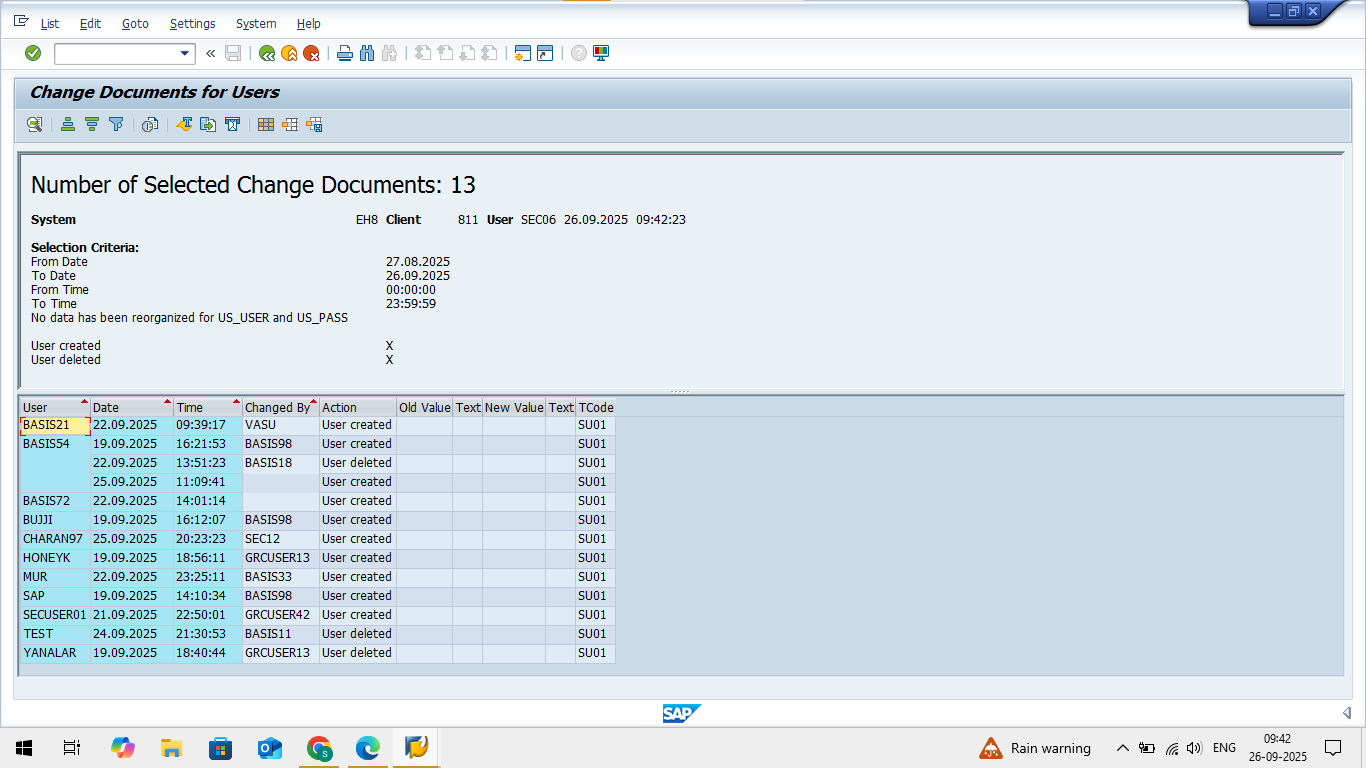 List Edit Goto Settings System Help
Change Documents for Users
Number of Selected Change Documents: 13
System EH8 Client 811 User SEC06 26.09.2025 09:42:23
Selection Criteria:
From Date 27.08.2025
To Date 26.09.2025
From Time 00:00:00
To Time 23:59:59
No data has been reorganized for US_USER and US_PASS
User created X
User deleted X
User Date Time Changed By Action Old Value Text New Value Text TCode
BASIS21 22.09.2025 09:39:17 VASU User created SU01
BASIS54 19.09.2025 16:21:53 BASIS98 User created SU01
22.09.2025 13:51:23 BASIS18 User deleted SU01
25.09.2025 11:09:41 User created SU01
BASIS72 22.09.2025 14:01:14 User created SU01
BUJJI 19.09.2025 16:12:07 BASIS98 User created SU01
CHARAN97 25.09.2025 20:23:23 SEC12 User created SU01
HONEYK 19.09.2025 18:56:11 GRCUSER13 User created SU01
MUR 22.09.2025 23:25:11 BASIS33 User created SU01
SAP 19.09.2025 14:10:34 BASIS98 User created SU01
SECUSER01 21.09.2025 22:50:01 GRCUSER42 User created SU01
TEST 24.09.2025 21:30:53 BASIS11 User deleted SU01
YANALAR 19.09.2025 18:40:44 GRCUSER13 User deleted SU01
SAP
Rain warning ENG 09:42
26-09-2025